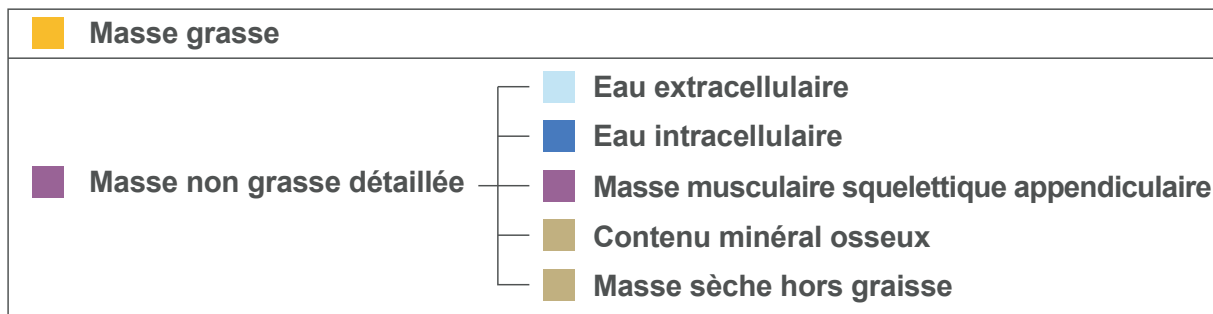 Masse grasse
Eau extracellulaire
Eau intracellulaire
Masse non grasse détaillée
Masse musculaire squelettique appendiculaire
Contenu minéral osseux
Masse sèche hors graisse